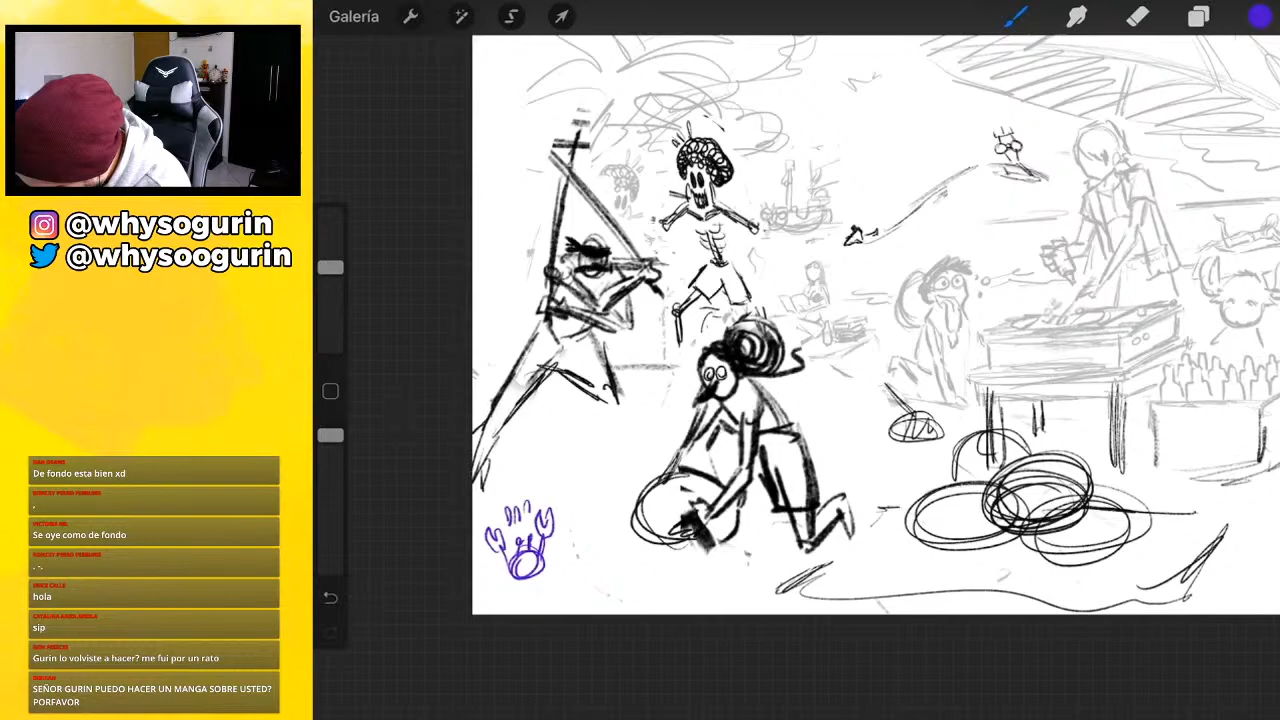 Galería
@whysogurin
@whysoogurin
De fondo esta bien xd
,
Se oye como de fondo
. -.
hola
sip
Gurin lo volviste a hacer? me fui por un rato
SEÑOR GURIN PUEDO HACER UN MANGA SOBRE USTED?
PORFAVOR